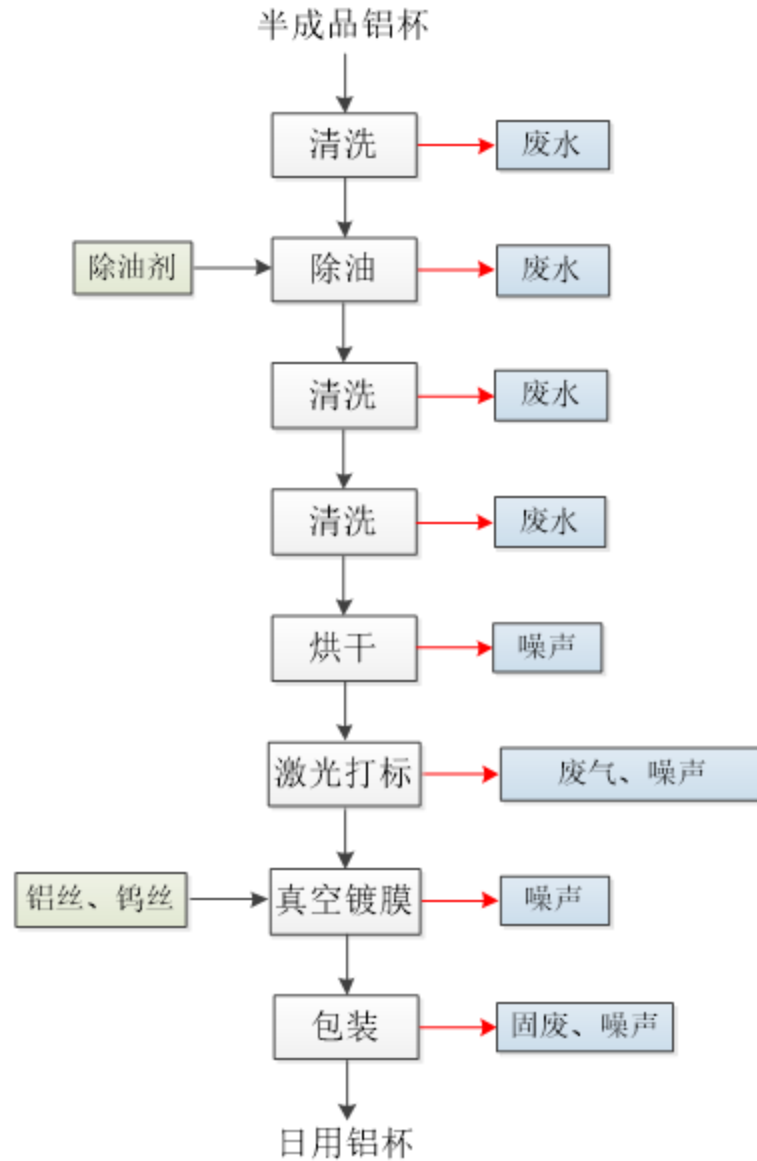 半成品铝杯
清洗
废水
除油剂
除油
废水
清洗
废水
清洗
废水
烘干
噪声
激光打标
废气、噪声
铝丝、钨丝
真空镀膜
噪声
包装
固废、噪声
日用铝杯